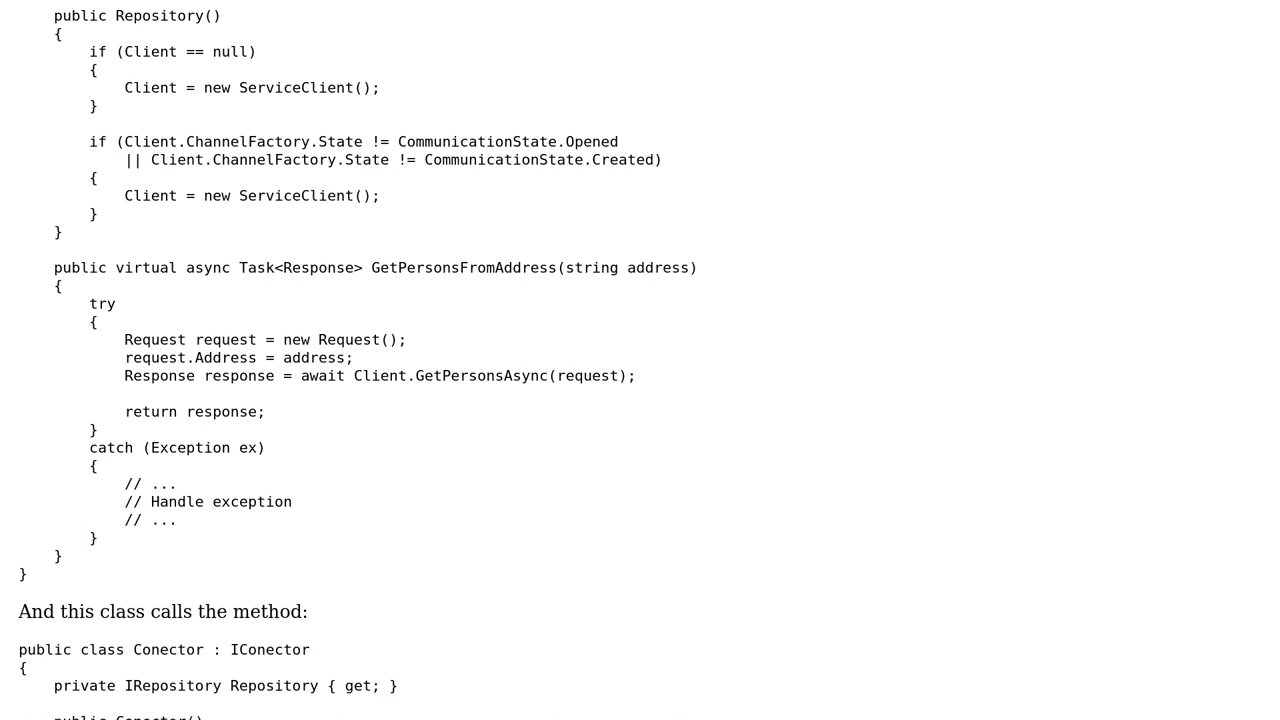 public Repository()
{
if (Client == null)
{
Client = new ServiceClient();
}
if (Client.ChannelFactory.State != CommunicationState.Opened
|| Client.ChannelFactory.State != CommunicationState.Created)
{
Client = new ServiceClient();
}
}
public virtual async Task<Response> GetPersonsFromAddress(string address)
{
try
{
Request request = new Request();
request.Address = address;
Response response = await Client.GetPersonsAsync(request);
return response;
}
catch (Exception ex)
{
// ...
// Handle exception
// ...
}
}
}
And this class calls the method:
public class Conector : IConector
{
private IRepository Repository { get; }
public Conector()